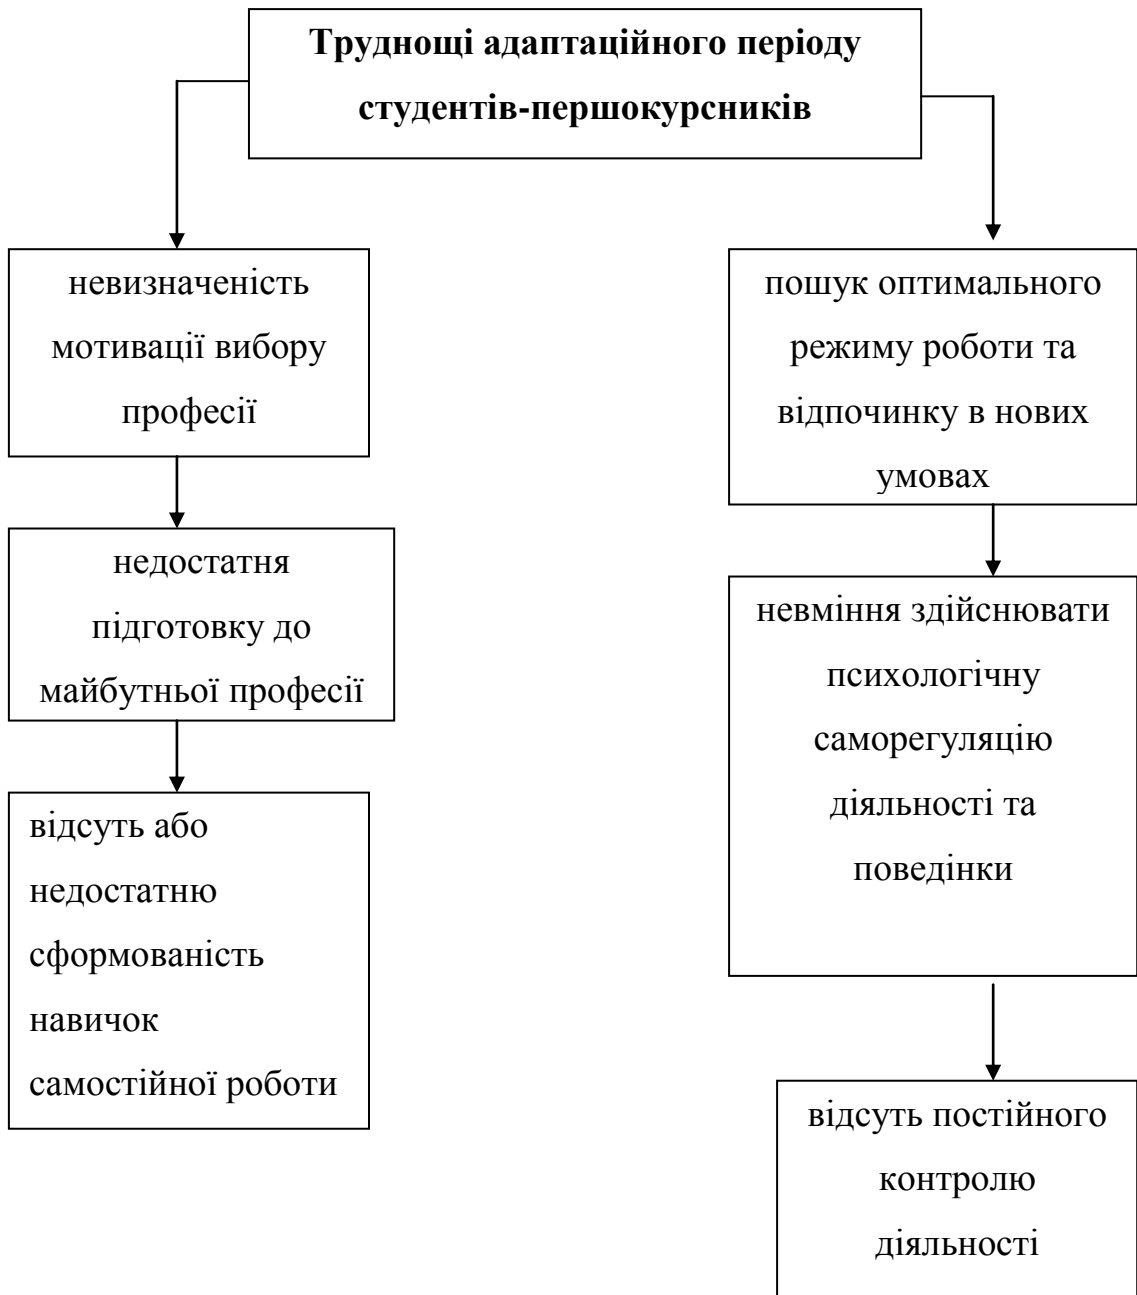 Труднощі адаптаційного періоду
студентів-першокурсників
невизначеність
мотивації вибору
професії
недостатня
підготовку до
майбутньої професії
відсуть або
недостатню
сформованість
навичок
самостійної роботи
пошук оптимального
режиму роботи та
відпочинку в нових
умовах
невміння здійснювати
психологічну
саморегуляцію
діяльності та
поведінки
відсуть постійного
контролю
діяльності